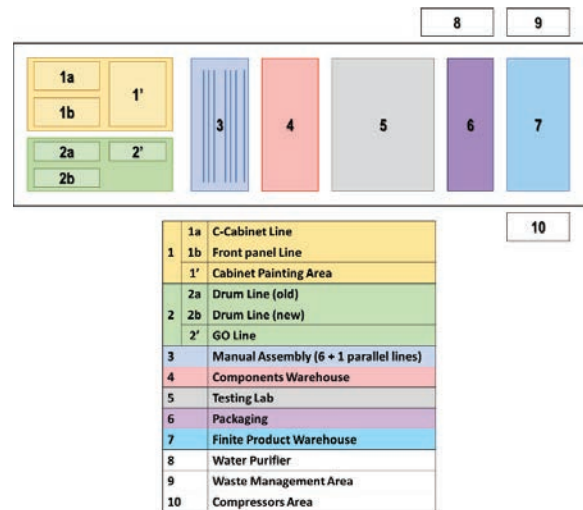 8 9
1a 1' 3 4 5 6 7
1b
2a 2'
2b
10
1 1a C-Cabinet Line
1b Front panel Line
1' Cabinet Painting Area
2 2a Drum Line (old)
2b Drum Line (new)
2' GO Line
3 Manual Assembly (6 + 1 parallel lines)
4 Components Warehouse
5 Testing Lab
6 Packaging
7 Finite Product Warehouse
8 Water Purifier
9 Waste Management Area
10 Compressors Area